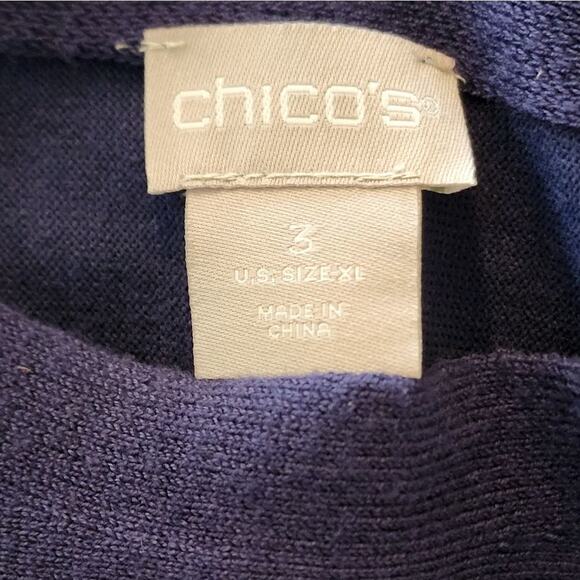 chico's®
3
U.S. SIZE-XL
MADE IN
CHINA